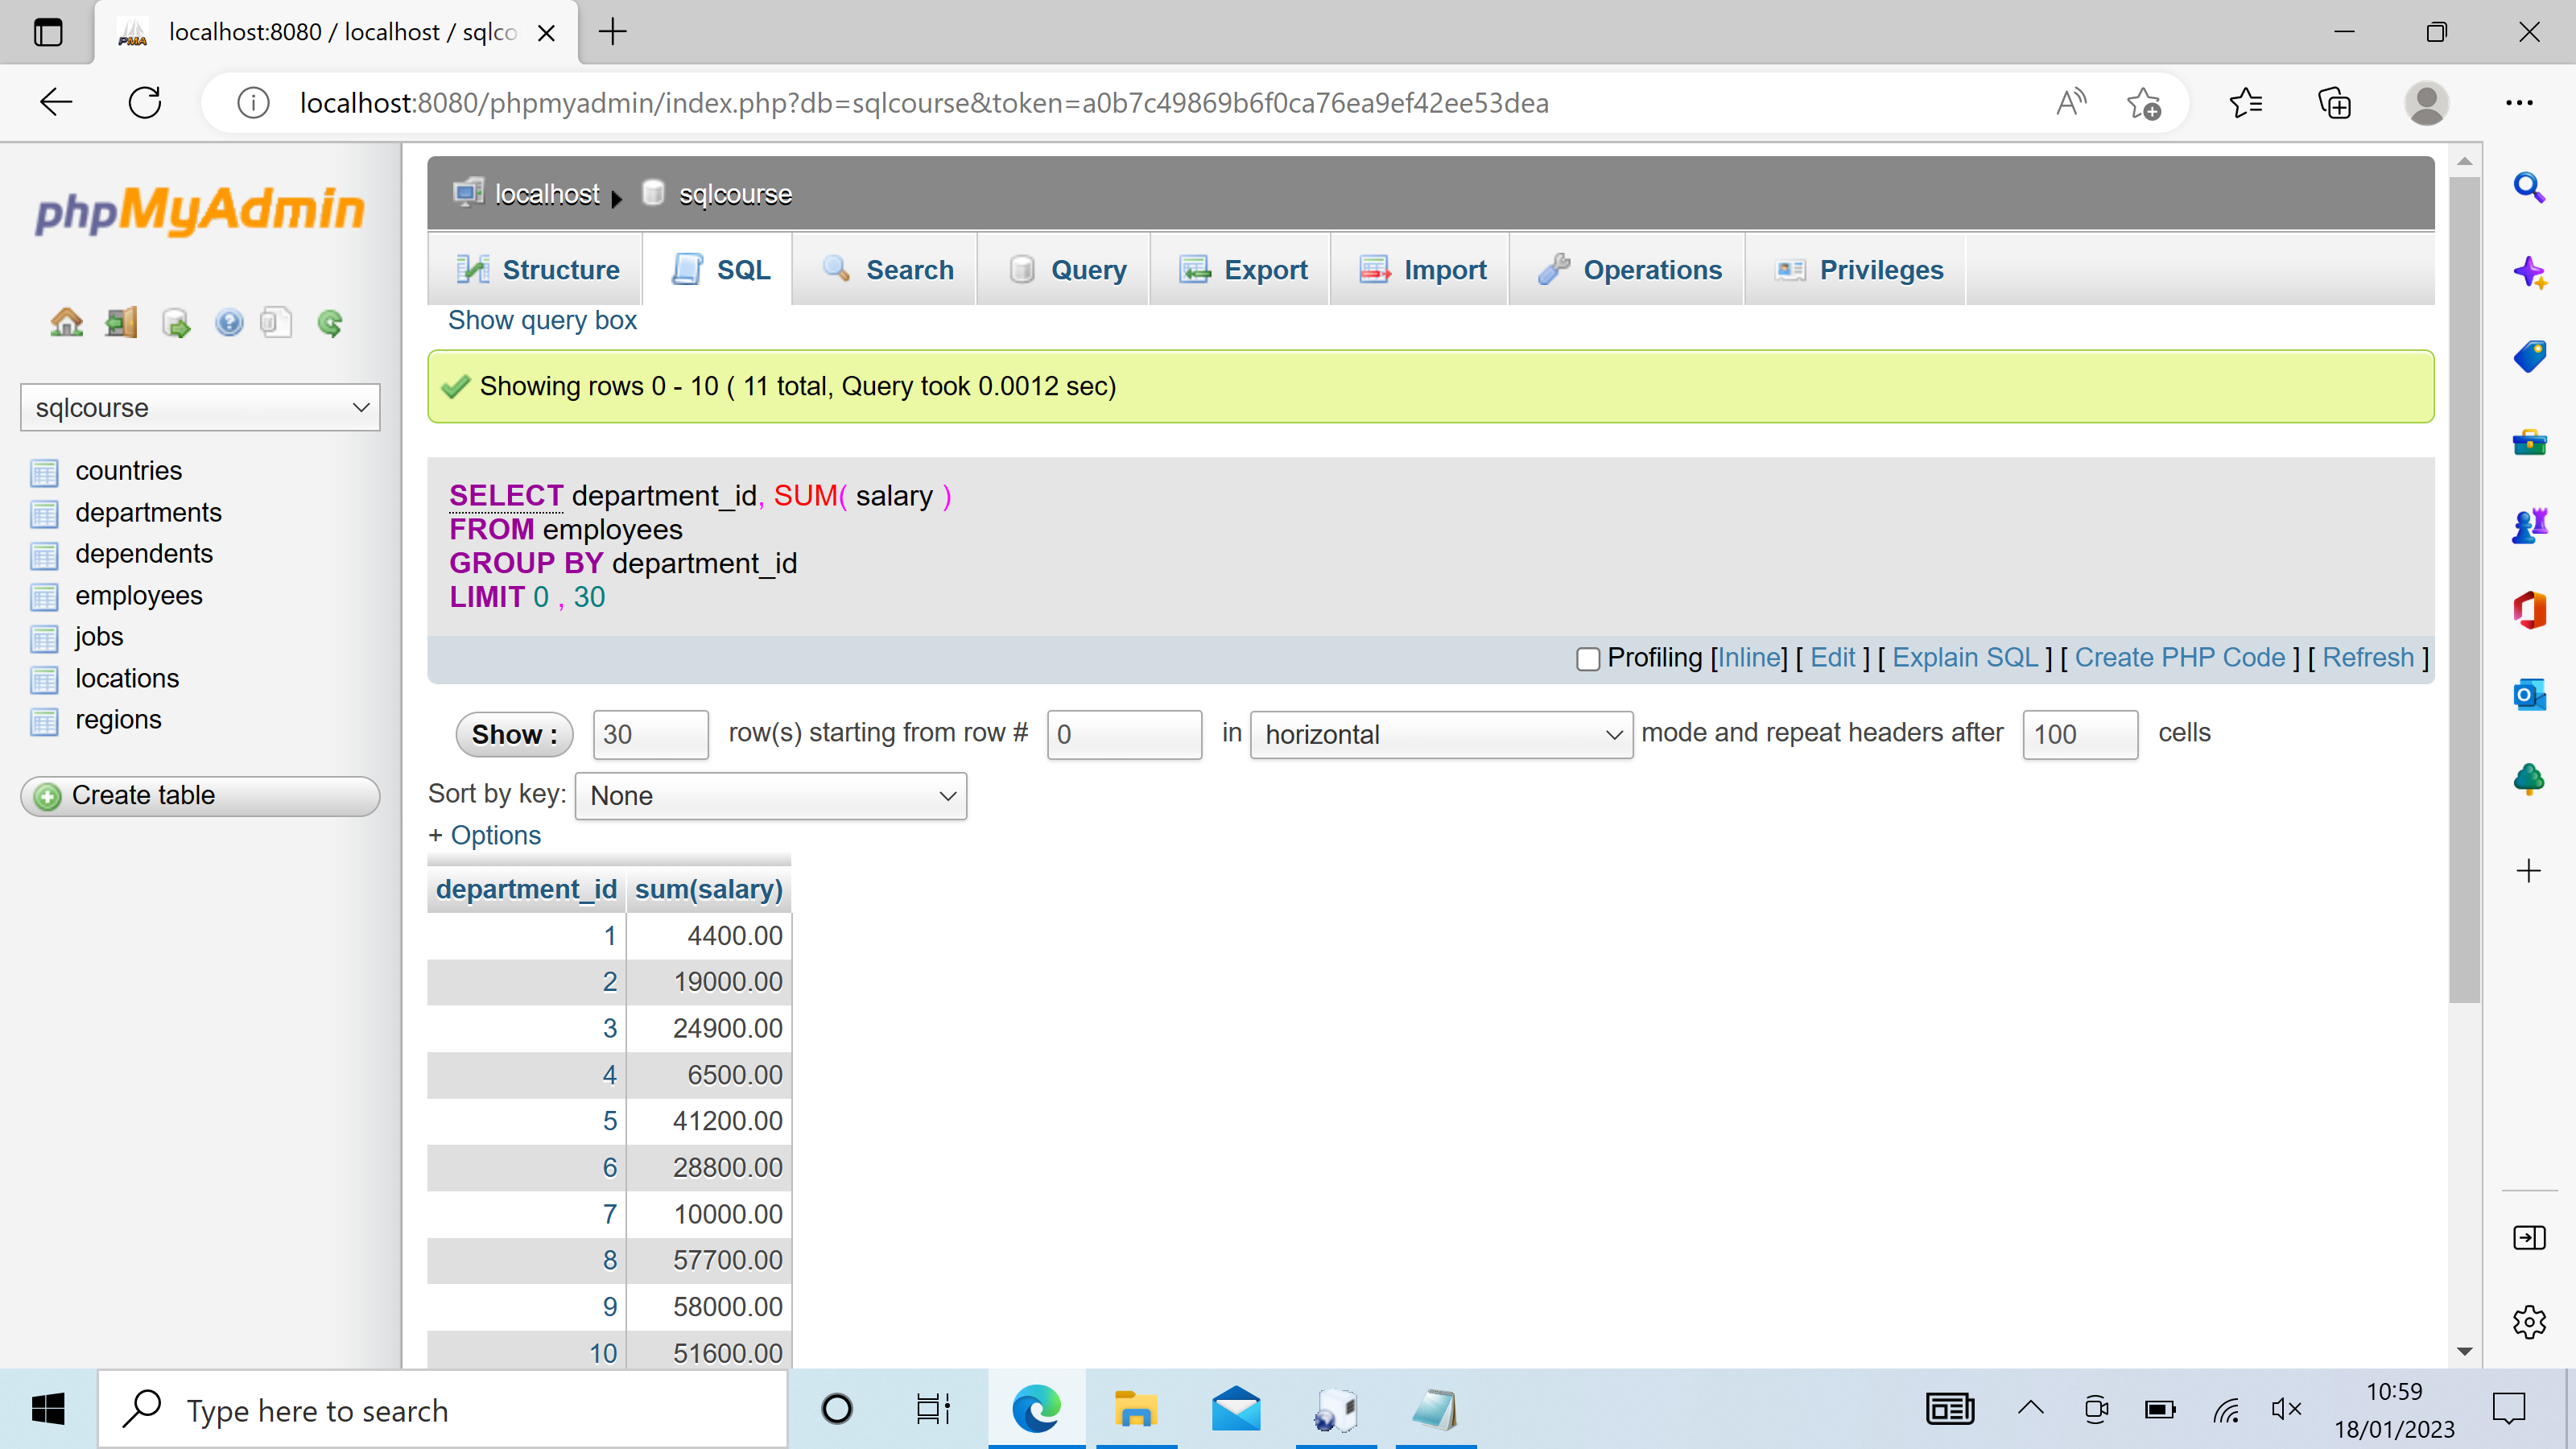 localhost:8080 / localhost / sqlco
localhost:8080/phpmyadmin/index.php?db=sqlcourse&token=a0b7c49869b6f0ca76ea9ef42ee53dea
phpMyAdmin
sqlcourse
countries
departments
dependents
employees
jobs
locations
regions
Create table
localhost
sqlcourse
Structure
SQL
Search
Query
Export
Import
Operations
Privileges
Show query box
Showing rows 0 - 10 ( 11 total, Query took 0.0012 sec)
SELECT department_id, SUM( salary )
FROM employees
GROUP BY department_id
LIMIT 0 , 30
Profiling [Inline] [ Edit ] [ Explain SQL ] [ Create PHP Code ] [ Refresh ]
Show : 30 row(s) starting from row # 0 in horizontal mode and repeat headers after 100 cells
Sort by key: None
+ Options
department_id sum(salary)
1 4400.00
2 19000.00
3 24900.00
4 6500.00
5 41200.00
6 28800.00
7 10000.00
8 57700.00
9 58000.00
10 51600.00
Type here to search
10:59
18/01/2023